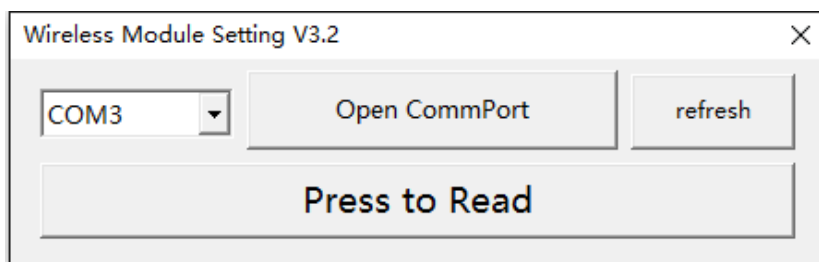 Wireless Module Setting V3.2
COM3 Open CommPort refresh
Press to Read